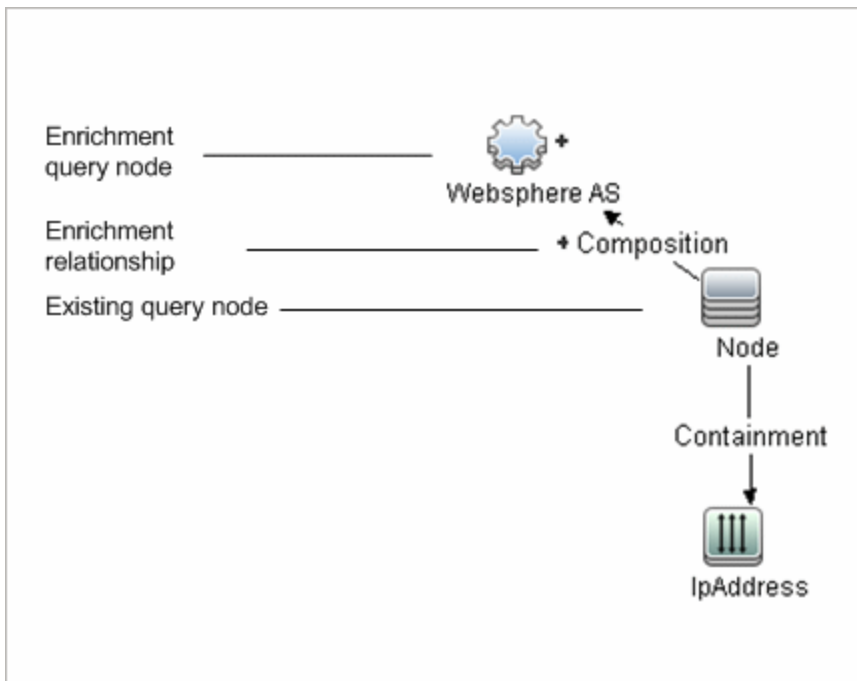 Enrichment
query node
+
Websphere AS
Enrichment
relationship
+ Composition
Existing query node
Node
Containment
IpAddress